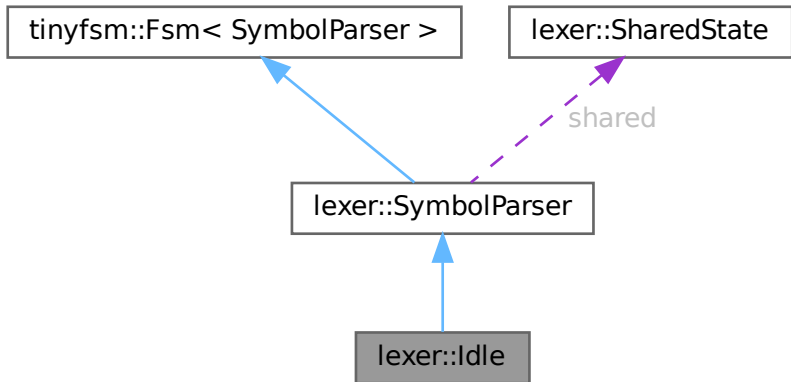 tinyfsm::Fsm< SymbolParser >
lexer::SharedState
shared
lexer::SymbolParser
lexer::Idle